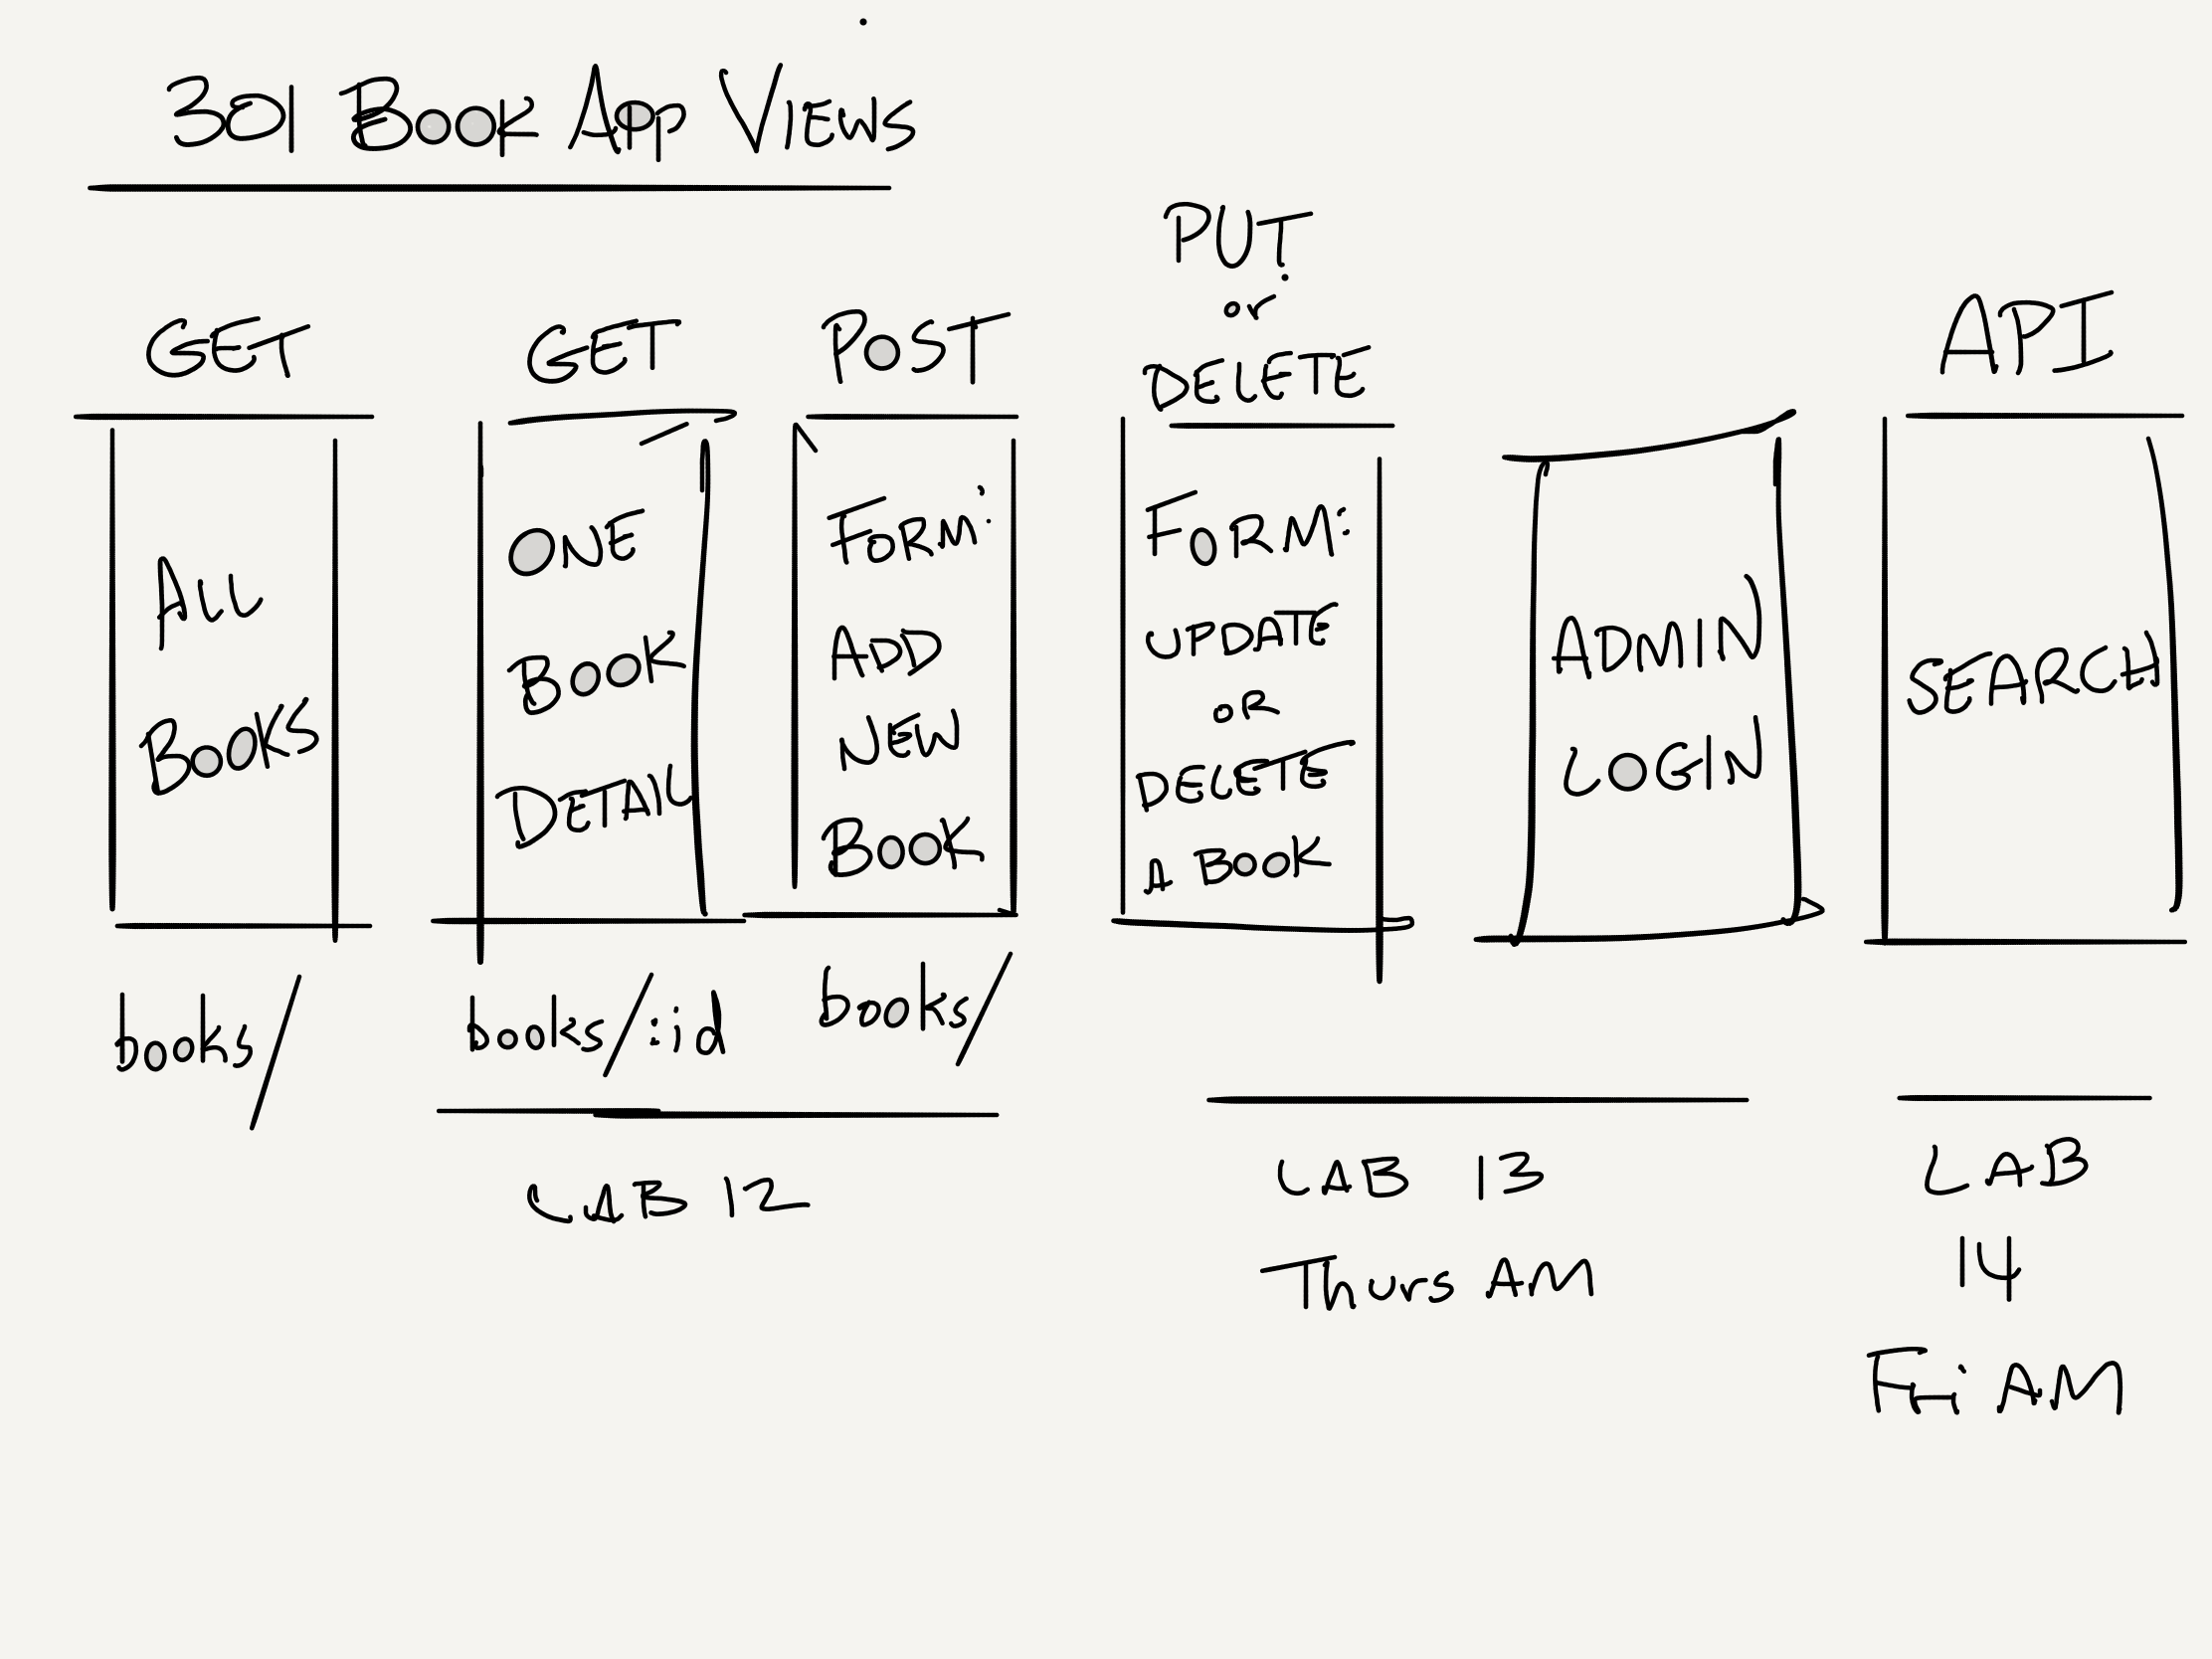 301 Book App Views
GET
All
Books
books/
GET
One
Book
Detail
books/:id
POST
Form:
Add
New
Book
books/
LAB 12
PUT
or
DELETE
Form:
UPDATE
OR
DELETE
A BOOK
ADMIN
LOGIN
LAB 13
Thurs AM
API
SEARCH
LAB
14
Fri AM